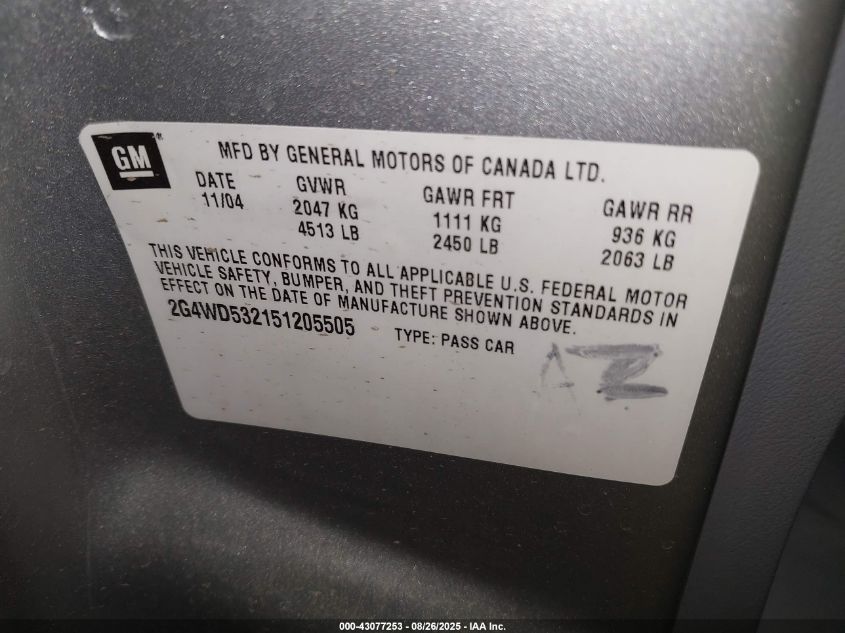 GM®
MFD BY GENERAL MOTORS OF CANADA LTD.
DATE GVWR GAWR FRT GAWR RR
11/04 2047 KG 1111 KG 936 KG
4513 LB 2450 LB 2063 LB
THIS VEHICLE CONFORMS TO ALL APPLICABLE U.S. FEDERAL MOTOR
VEHICLE SAFETY, BUMPER, AND THEFT PREVENTION STANDARDS IN
EFFECT ON THE DATE OF MANUFACTURE SHOWN ABOVE.
2G4WD532151205505 TYPE: PASS CAR
AZ
000-43077253 - 08/26/2025 - IAA Inc.